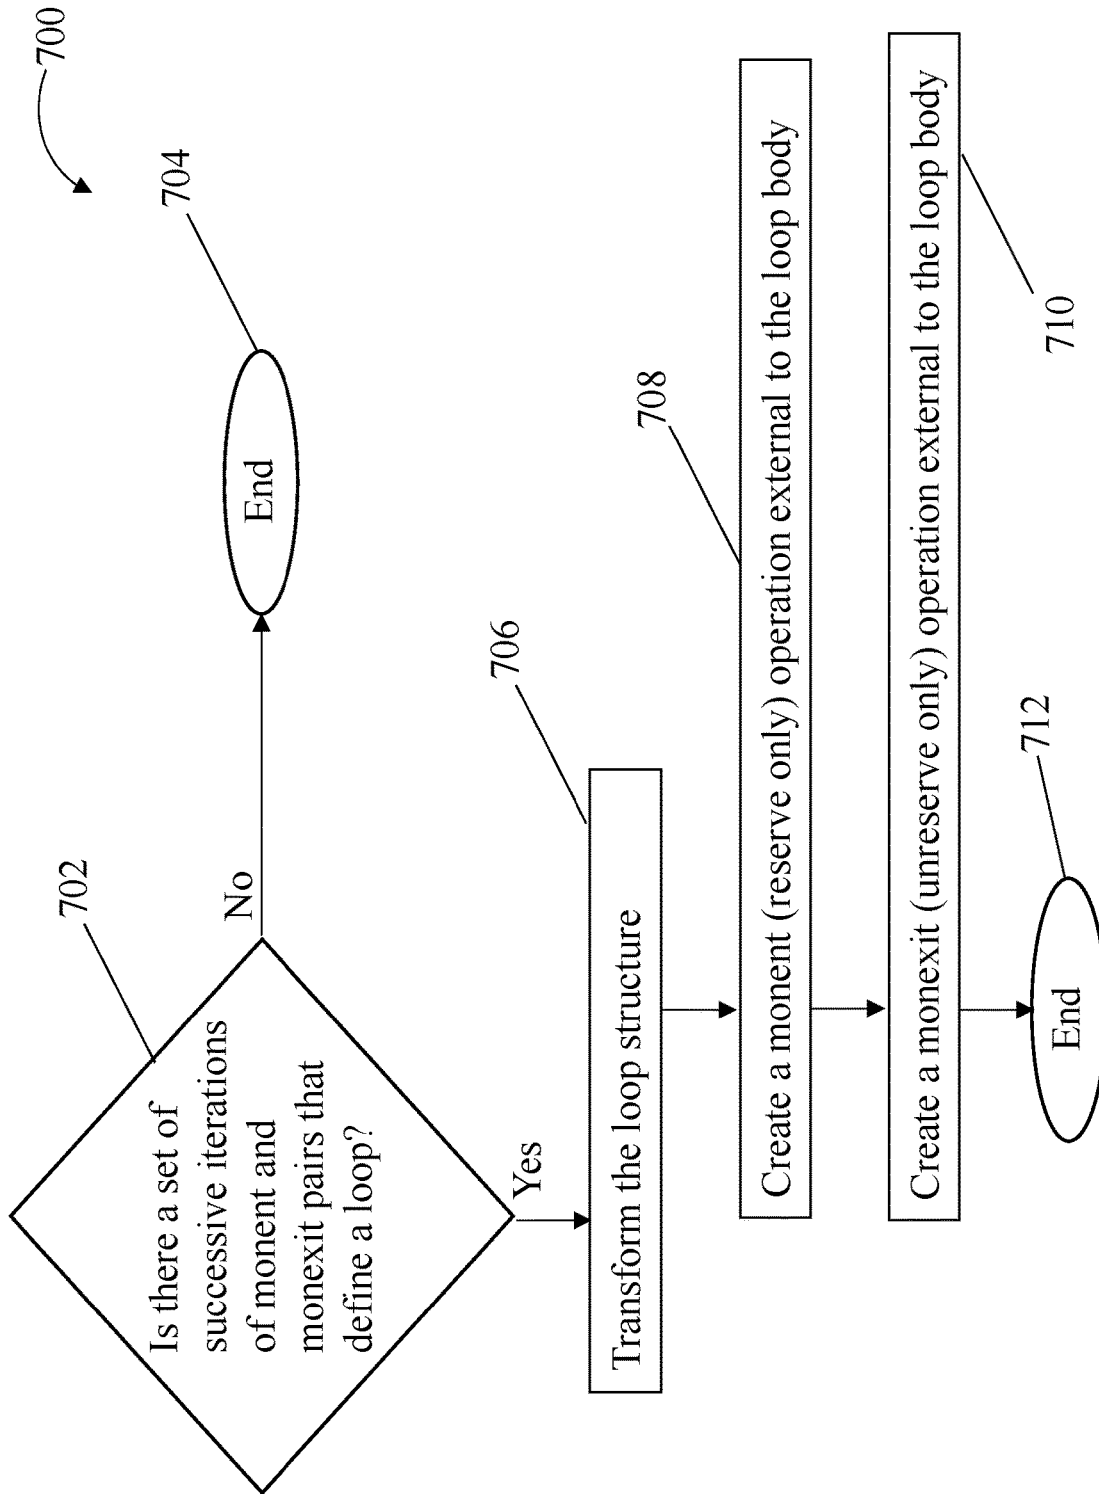 700
702
Is there a set of
successive iterations
of monent and
monexit pairs that
define a loop?
No
704
End
Yes
706
Transform the loop structure
708
Create a monent (reserve only) operation external to the loop body
Create a monexit (unreserve only) operation external to the loop body
710
712
End